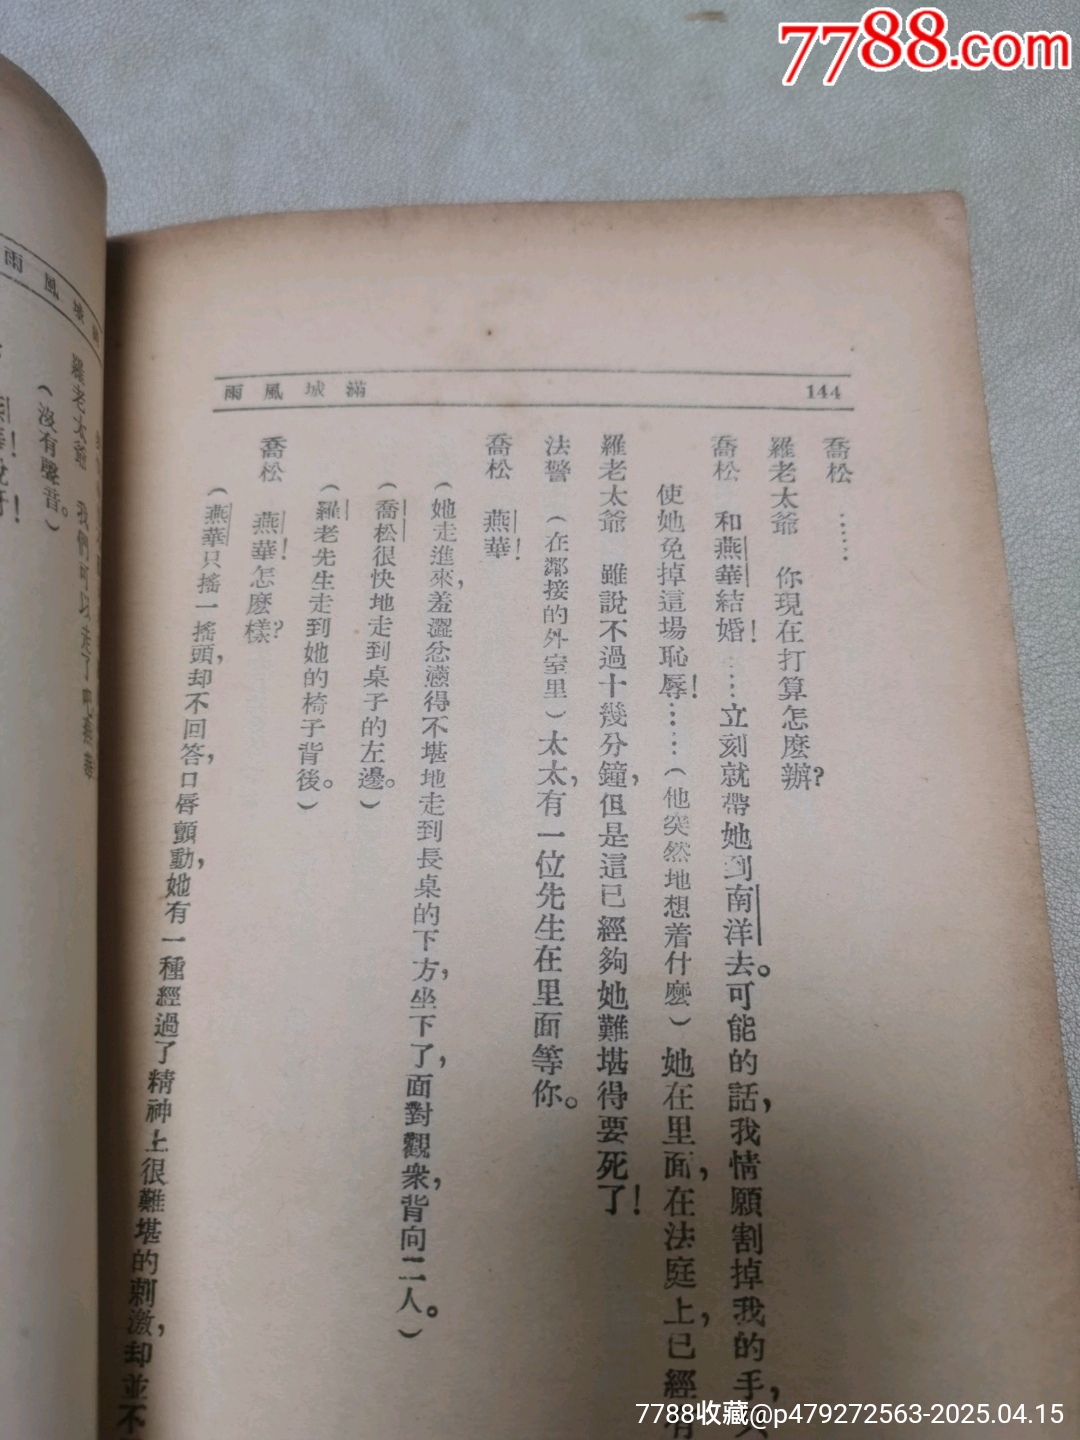 7788.com
雨風城滿
144
喬松　……
羅老太爺　你現在打算怎麼辦？
喬松　和燕華結婚！……立刻就帶她到南洋去。可能的話，我情願割掉我的手，只
使她免掉這場恥辱！……（他突然地想着什麼）她在里面，在法庭上，已經有
羅老太爺　雖說不過十幾分鐘，但是這已經夠她難堪得要死了！
法警　（在鄰接的外室里）太太，有一位先生在里面等你。
喬松　燕華！
（她走進來，羞澀忿懣得不堪地走到長桌的下方，坐下了，面對觀衆，背向二人。）
（喬松很快地走到桌子的左邊。）
（羅老先生走到她的椅子背後。）
喬松　燕華！怎麼樣？
（燕華只搖一搖頭，却不回答，口唇顫動，她有一種經過了精神上很難堪的刺激，却並不
雨風城
羅老太爺　我們可以走了吧燕華
（沒有聲音。）
7788收藏@p479272563-2025.04.15